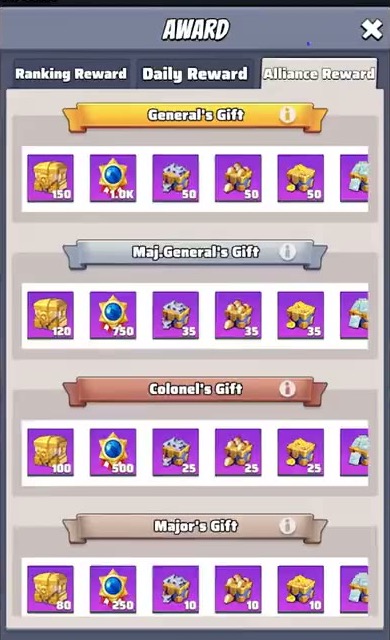 AWARD
Ranking Reward Daily Reward Alliance Reward
General's Gift
150 1.0K 50 50 50
Maj.General's Gift
120 750 35 35 35
Colonel's Gift
100 500 25 25 25
Major's Gift
80 250 10 10 10